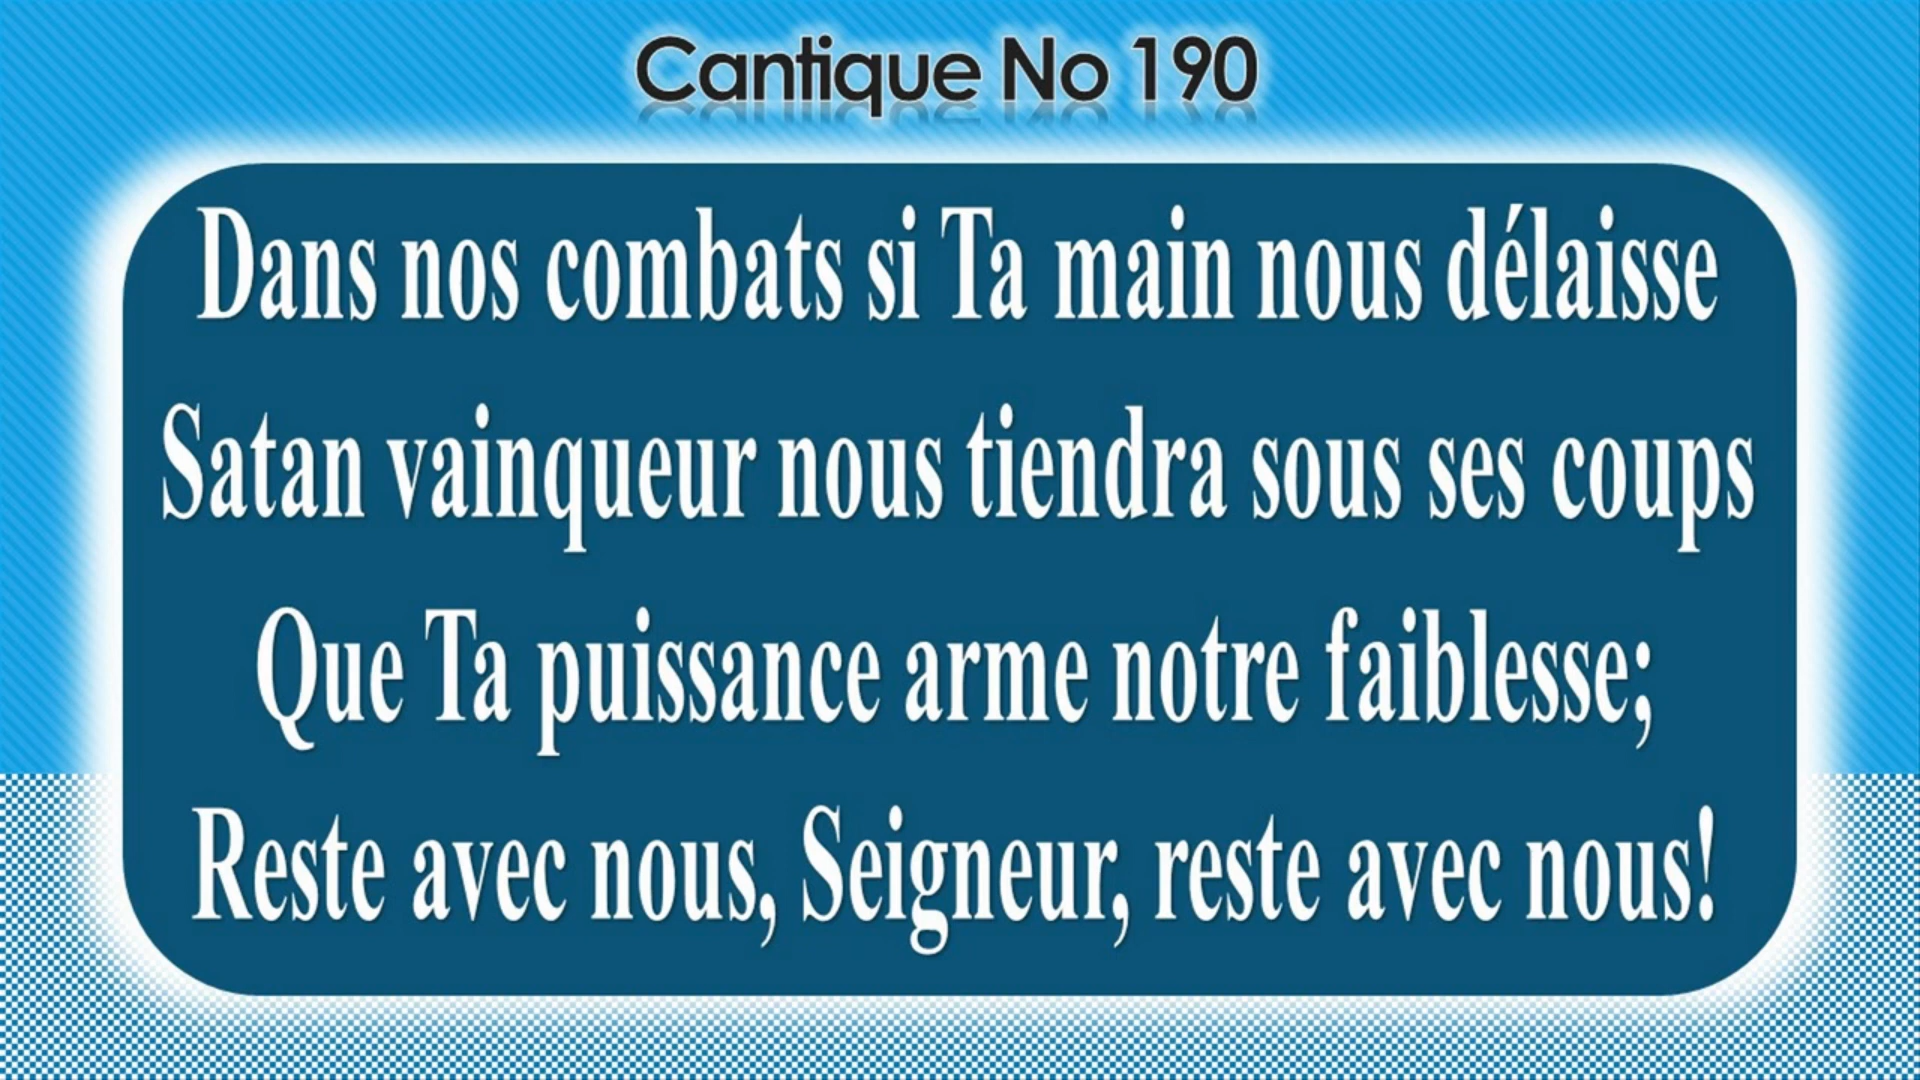 Cantique No 190
Dans nos combats si Ta main nous délaisse
Satan vainqueur nous tiendra sous ses coups
Que Ta puissance arme notre faiblesse;
Reste avec nous, Seigneur, reste avec nous!